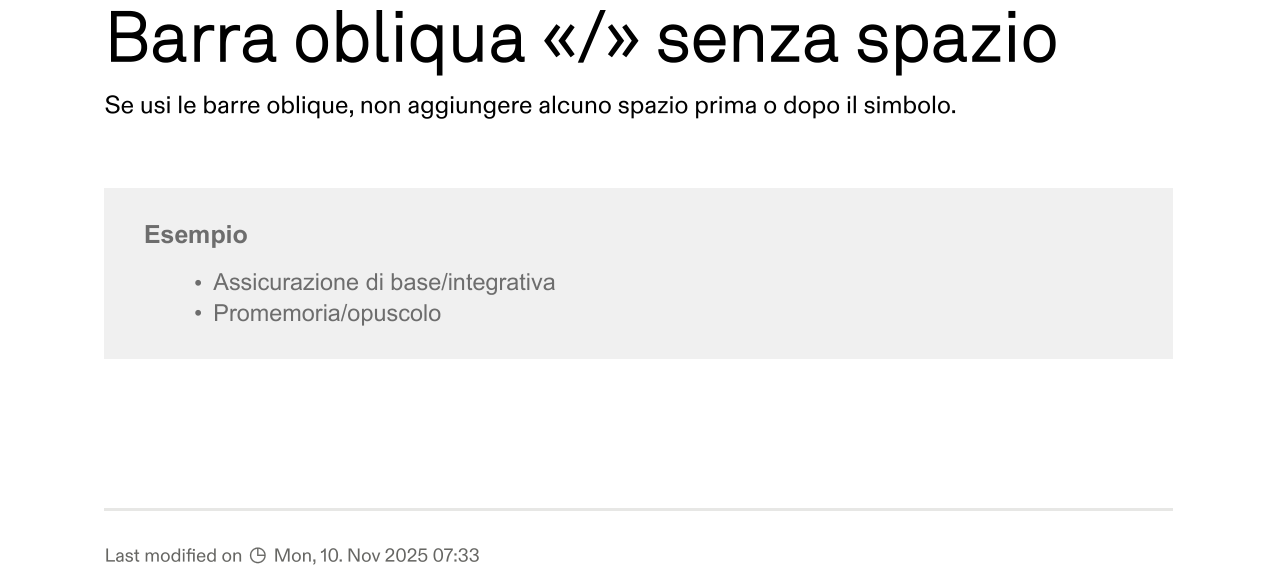 Barra obliqua «/» senza spazio
Se usi le barre oblique, non aggiungere alcuno spazio prima o dopo il simbolo.
Esempio
• Assicurazione di base/integrativa
• Promemoria/opuscolo
Last modified on Mon, 10. Nov 2025 07:33